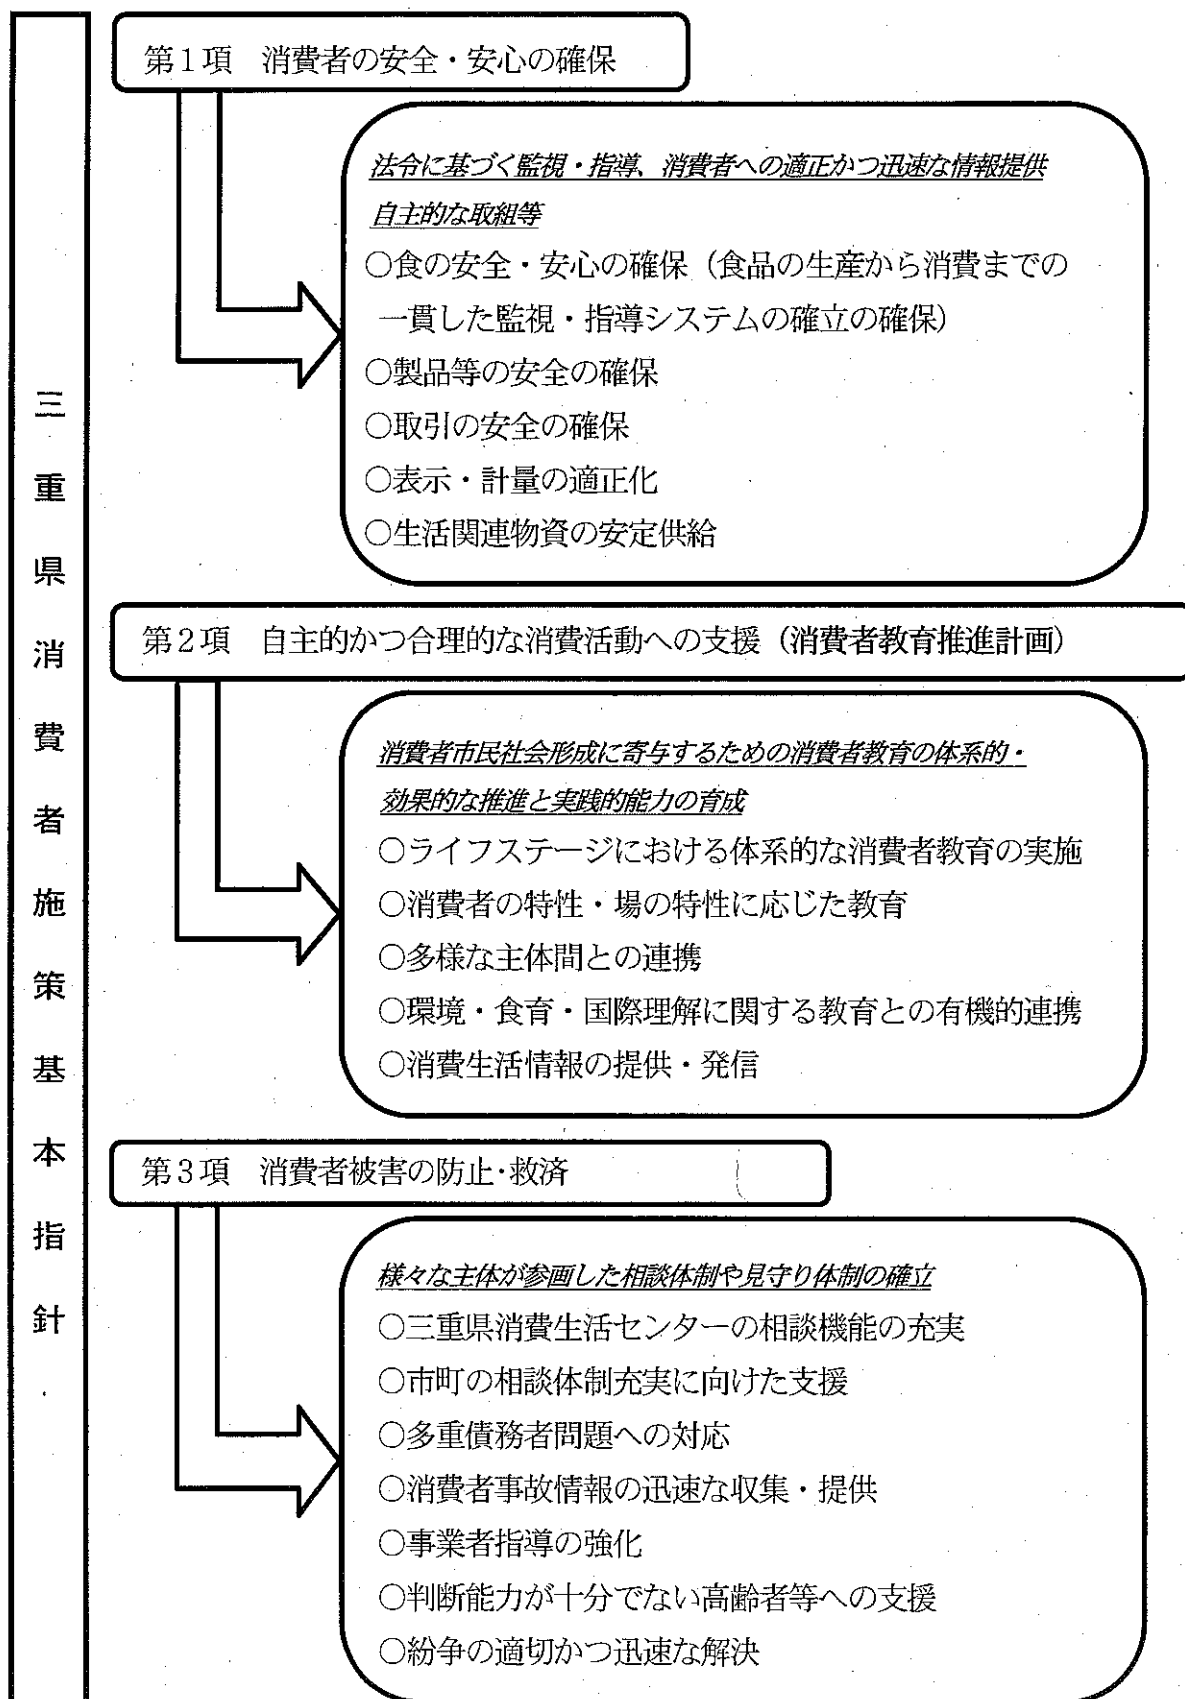 三重県消費者施策基本指針
第1項　消費者の安全・安心の確保
法令に基づく監視・指導、消費者への適正かつ迅速な情報提供
自主的な取組等
○食の安全・安心の確保（食品の生産から消費までの
一貫した監視・指導システムの確立の確保）
○製品等の安全の確保
○取引の安全の確保
○表示・計量の適正化
○生活関連物資の安定供給
第2項　自主的かつ合理的な消費活動への支援（消費者教育推進計画）
消費者市民社会形成に寄与するための消費者教育の体系的・
効果的な推進と実践的能力の育成
○ライフステージにおける体系的な消費者教育の実施
○消費者の特性・場の特性に応じた教育
○多様な主体間との連携
○環境・食育・国際理解に関する教育との有機的連携
○消費生活情報の提供・発信
第3項　消費者被害の防止・救済
様々な主体が参画した相談体制や見守り体制の確立
○三重県消費生活センターの相談機能の充実
○市町の相談体制充実に向けた支援
○多重債務者問題への対応
○消費者事故情報の迅速な収集・提供
○事業者指導の強化
○判断能力が十分でない高齢者等への支援
○紛争の適切かつ迅速な解決